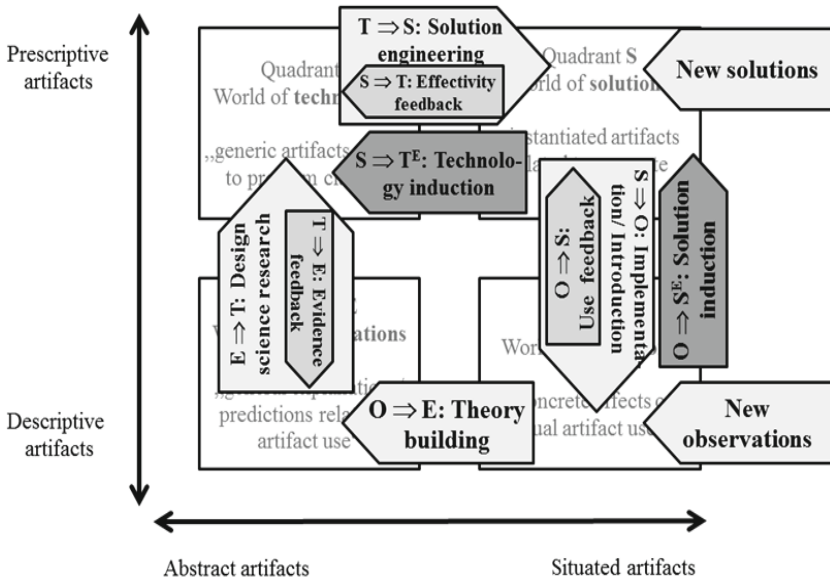 Prescriptive
artifacts
T ⇒ S: Solution
engineering
S ⇒ T: Effectivity
feedback
Quadrant
World of techn
„generic artifacts
to pr m cl
Quadrant S
orld of solution
instantiated artifacts
New solutions
S ⇒ Tᴱ: Technolo-
gy induction
E ⇒ T: Design
science research
T ⇒ E: Evidence
feedback
O ⇒ S:
Use feedback
S ⇒ O: Implementa-
tion/ Introduction
O ⇒ Sᴱ: Solution
induction
E
W ations
Wor
Descriptive
artifacts
predictions rela
artifact use“
O ⇒ E: Theory
building
oncrete effects o
ual artifact use
New
observations
Abstract artifacts
Situated artifacts